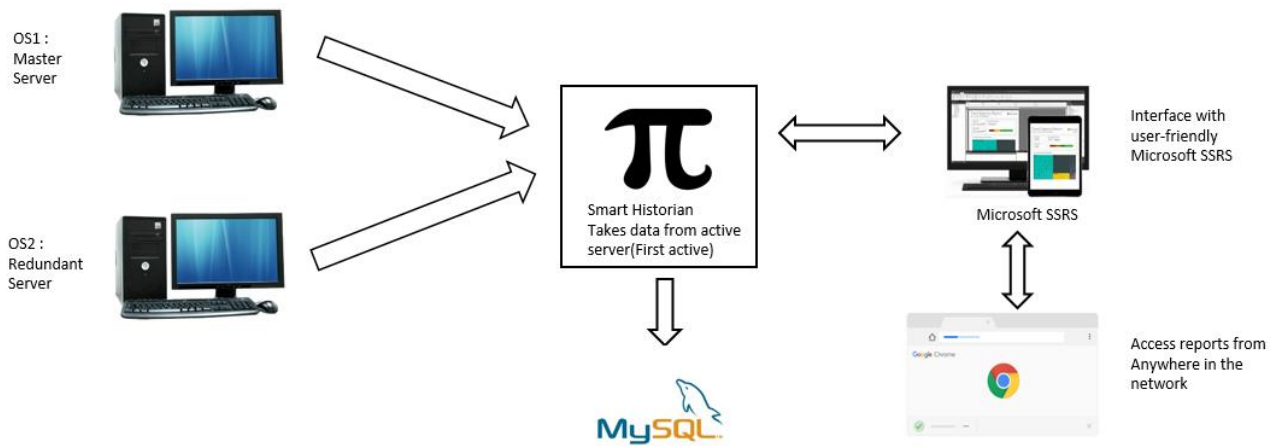 OS1 :
Master
Server
OS2 :
Redundant
Server
π
Smart Historian
Takes data from active
server(First active)
MySQL
Microsoft SSRS
Interface with
user-friendly
Microsoft SSRS
Google Chrome
Access reports from
Anywhere in the
network